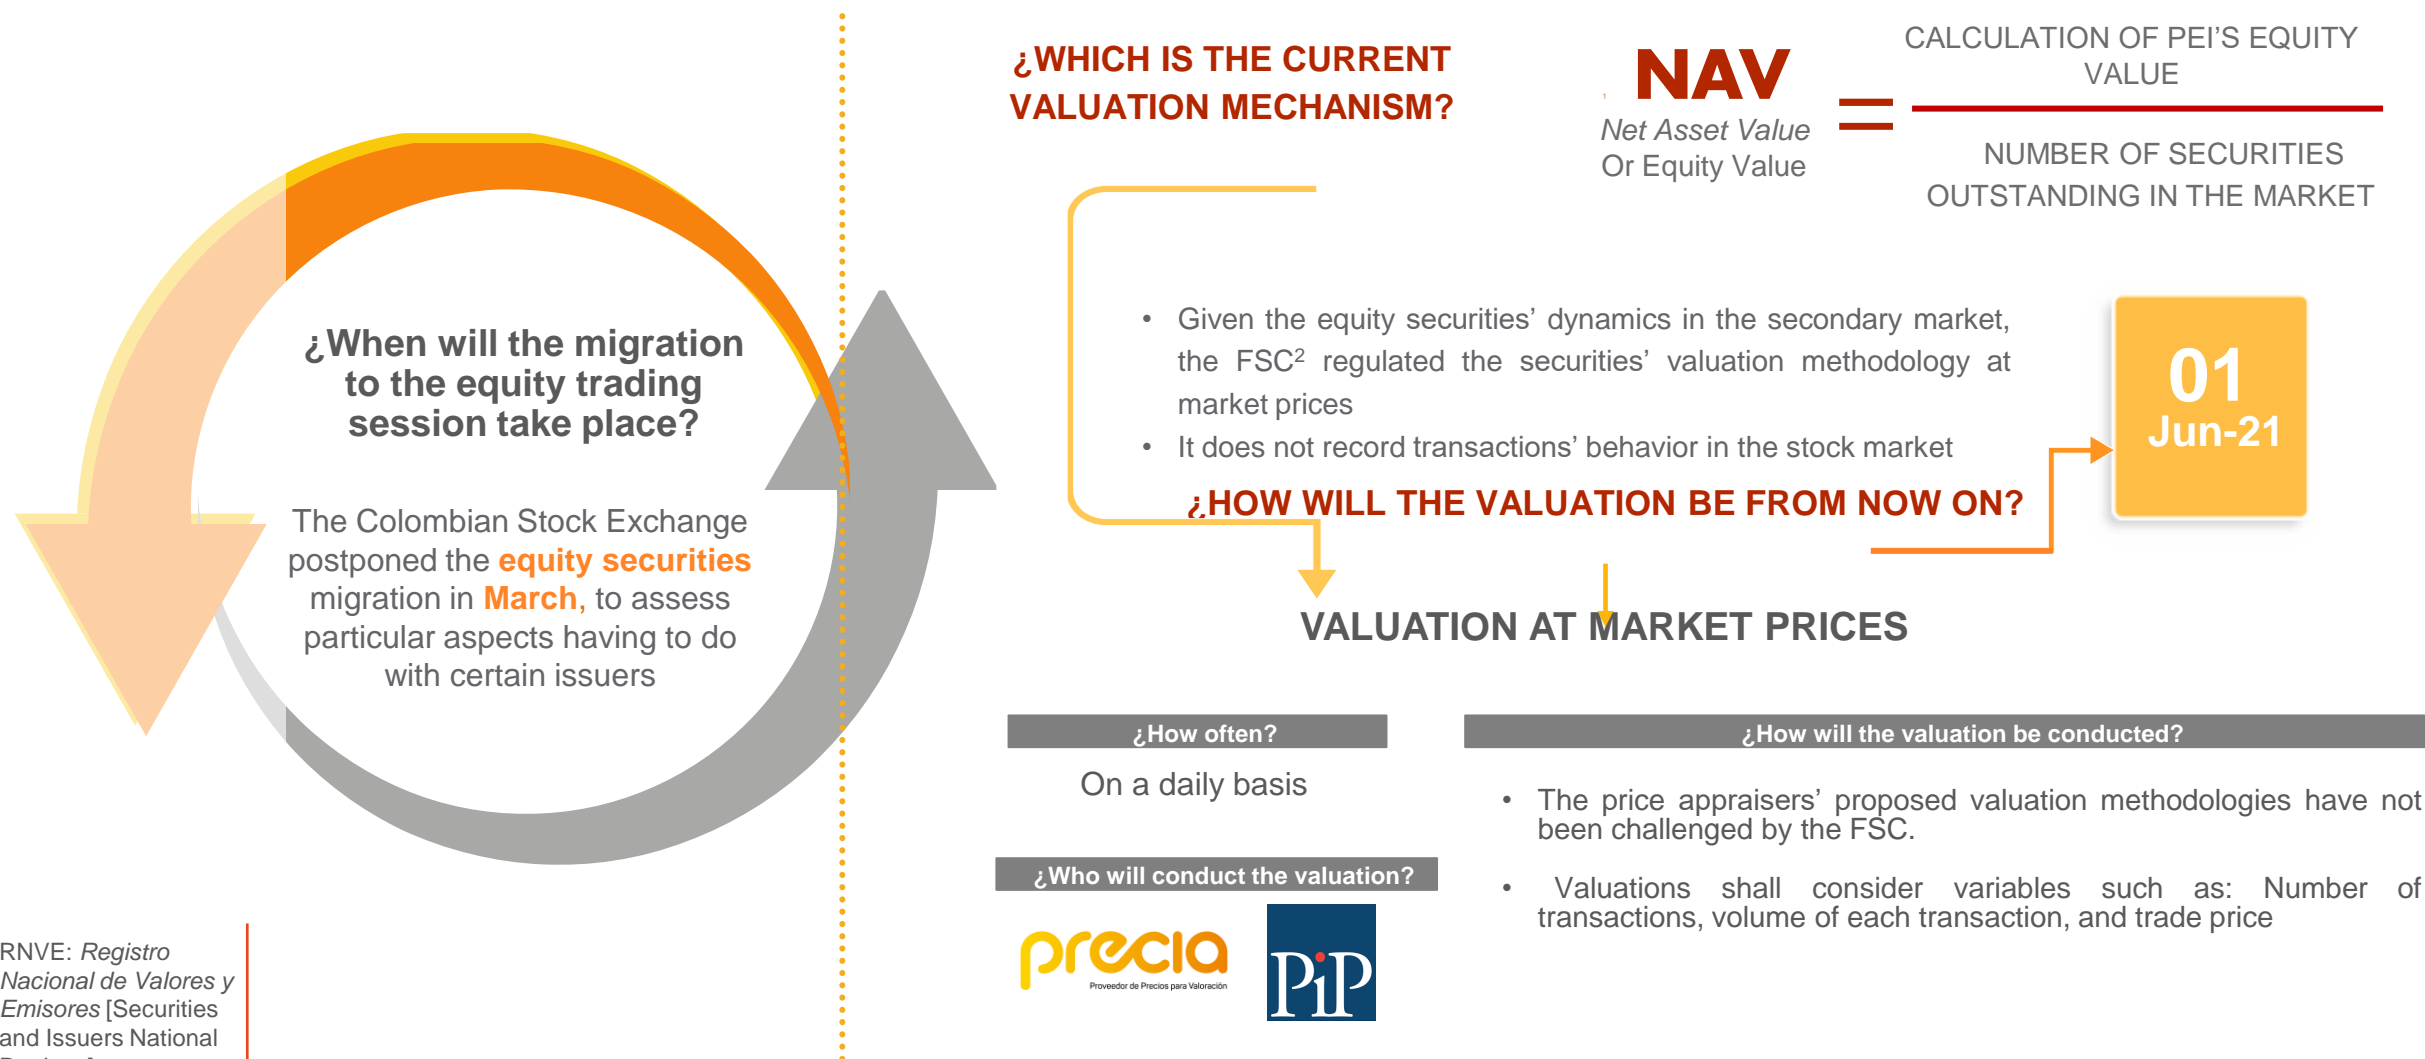 ¿When will the migration
to the equity trading
session take place?
The Colombian Stock Exchange
postponed the equity securities
migration in March, to assess
particular aspects having to do
with certain issuers
RNVE: Registro
Nacional de Valores y
Emisores [Securities
and Issuers National
¿WHICH IS THE CURRENT
VALUATION MECHANISM?
NAV
Net Asset Value
Or Equity Value
=
CALCULATION OF PEI'S EQUITY
VALUE
NUMBER OF SECURITIES
OUTSTANDING IN THE MARKET
• Given the equity securities' dynamics in the secondary market,
the FSC² regulated the securities' valuation methodology at
market prices
• It does not record transactions' behavior in the stock market
01
Jun-21
¿HOW WILL THE VALUATION BE FROM NOW ON?
VALUATION AT MARKET PRICES
¿How often?
On a daily basis
¿Who will conduct the valuation?
precia
Proveedor de Precios para Valoración
PiP
¿How will the valuation be conducted?
• The price appraisers' proposed valuation methodologies have not
been challenged by the FSC.
• Valuations shall consider variables such as: Number of
transactions, volume of each transaction, and trade price